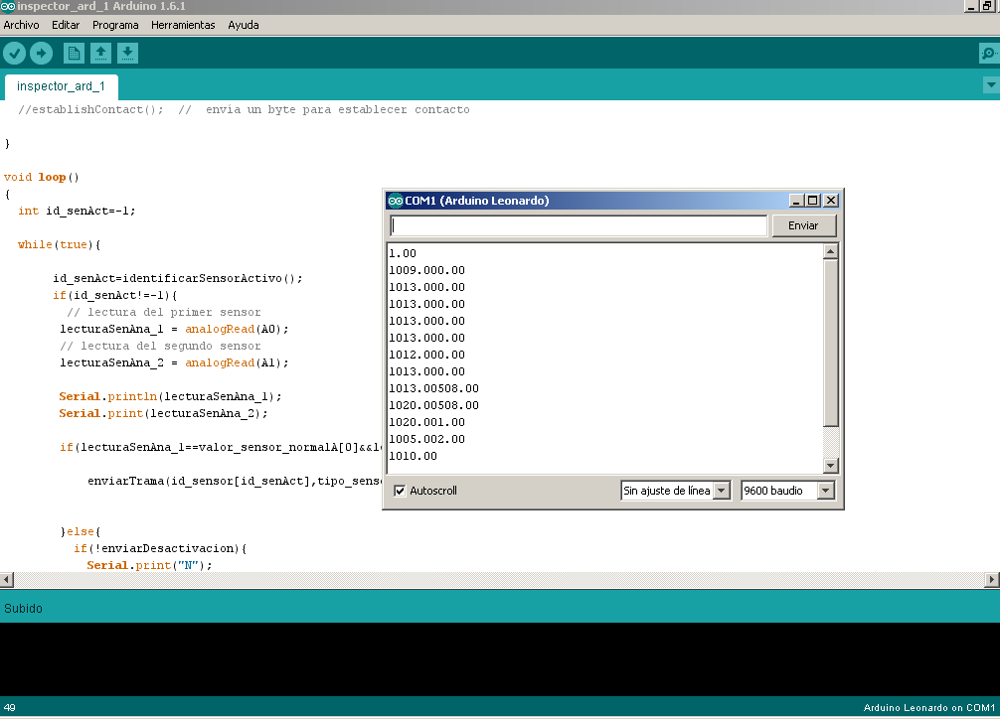 inspector_ard_1 Arduino 1.6.1
Archivo Editar Programa Herramientas Ayuda
inspector_ard_1
//establishContact();  //  envía un byte para establecer contacto
}
void loop()
{
int id_senAct=-1;
while(true){
id_senAct=identificarSensorActivo();
if(id_senAct!=-1){
// lectura del primer sensor
lecturaSenAna_1 = analogRead(A0);
// lectura del segundo sensor
lecturaSenAna_2 = analogRead(A1);
Serial.println(lecturaSenAna_1);
Serial.print(lecturaSenAna_2);
if(lecturaSenAna_1==valor_sensor_normalA[0]&&l
enviarTrama(id_sensor[id_senAct],tipo_sens
}else{
if(!enviarDesactivacion){
Serial.print("N");
COM1 (Arduino Leonardo)
Enviar
1.00
1009.000.00
1013.000.00
1013.000.00
1013.000.00
1013.000.00
1012.000.00
1013.000.00
1013.00508.00
1020.00508.00
1020.001.00
1005.002.00
1010.00
Autoscroll
Sin ajuste de línea
9600 baudio
Subido
49
Arduino Leonardo on COM1